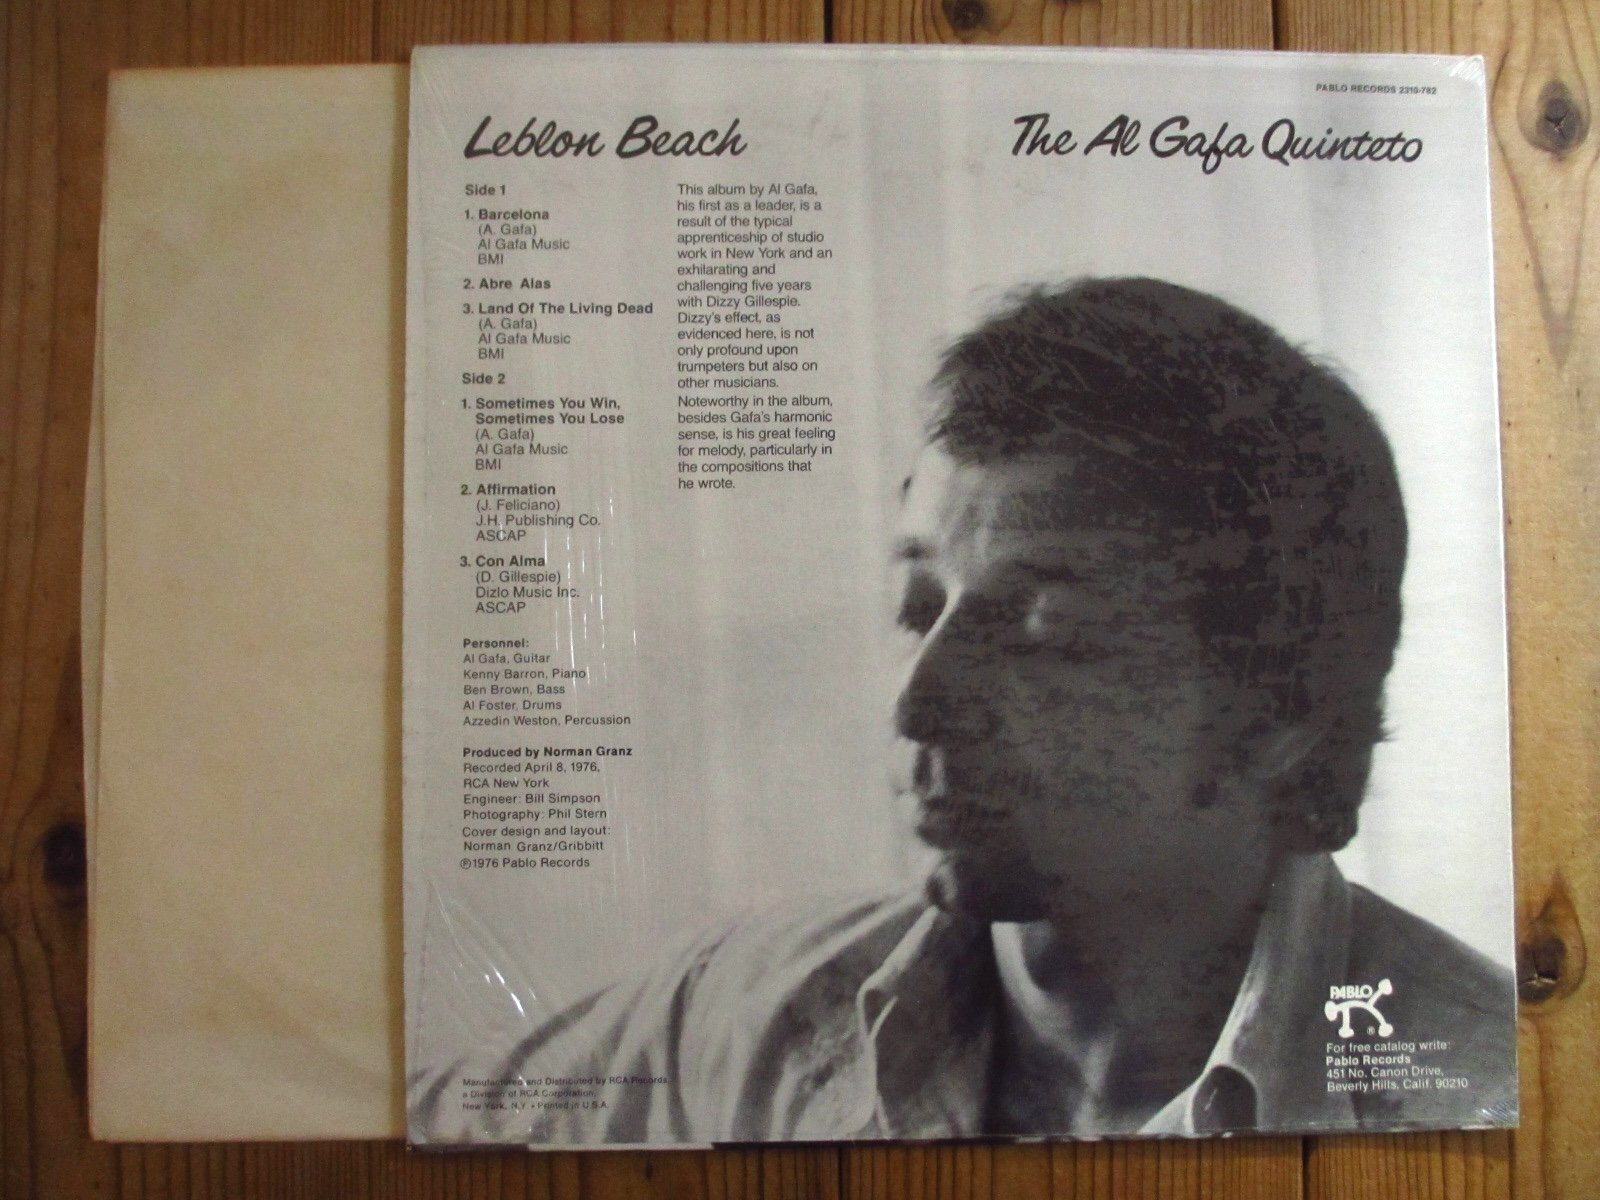 PABLO RECORDS 2310-782
Leblon Beach
The Al Gafa Quinteto
Side 1
1. Barcelona
(A. Gafa)
Al Gafa Music
BMI
2. Abre Alas
3. Land Of The Living Dead
(A. Gafa)
Al Gafa Music
BMI
Side 2
1. Sometimes You Win,
Sometimes You Lose
(A. Gafa)
Al Gafa Music
BMI
2. Affirmation
(J. Feliciano)
J.H. Publishing Co.
ASCAP
3. Con Alma
(D. Gillespie)
Dizlo Music Inc.
ASCAP
Personnel:
Al Gafa, Guitar
Kenny Barron, Piano
Ben Brown, Bass
Al Foster, Drums
Azzedin Weston, Percussion
Produced by Norman Granz
Recorded April 8, 1976,
RCA New York
Engineer: Bill Simpson
Photography: Phil Stern
Cover design and layout:
Norman Granz/Gribbitt
℗1976 Pablo Records
Manufactured and Distributed by RCA Records,
a Division of RCA Corporation,
New York, N.Y. • Printed in U.S.A.
This album by Al Gafa,
his first as a leader, is a
result of the typical
apprenticeship of studio
work in New York and an
exhilarating and
challenging five years
with Dizzy Gillespie.
Dizzy's effect, as
evidenced here, is not
only profound upon
trumpeters but also on
other musicians.
Noteworthy in the album,
besides Gafa's harmonic
sense, is his great feeling
for melody, particularly in
the compositions that
he wrote.
PABLO
®
For free catalog write:
Pablo Records
451 No. Canon Drive,
Beverly Hills, Calif. 90210